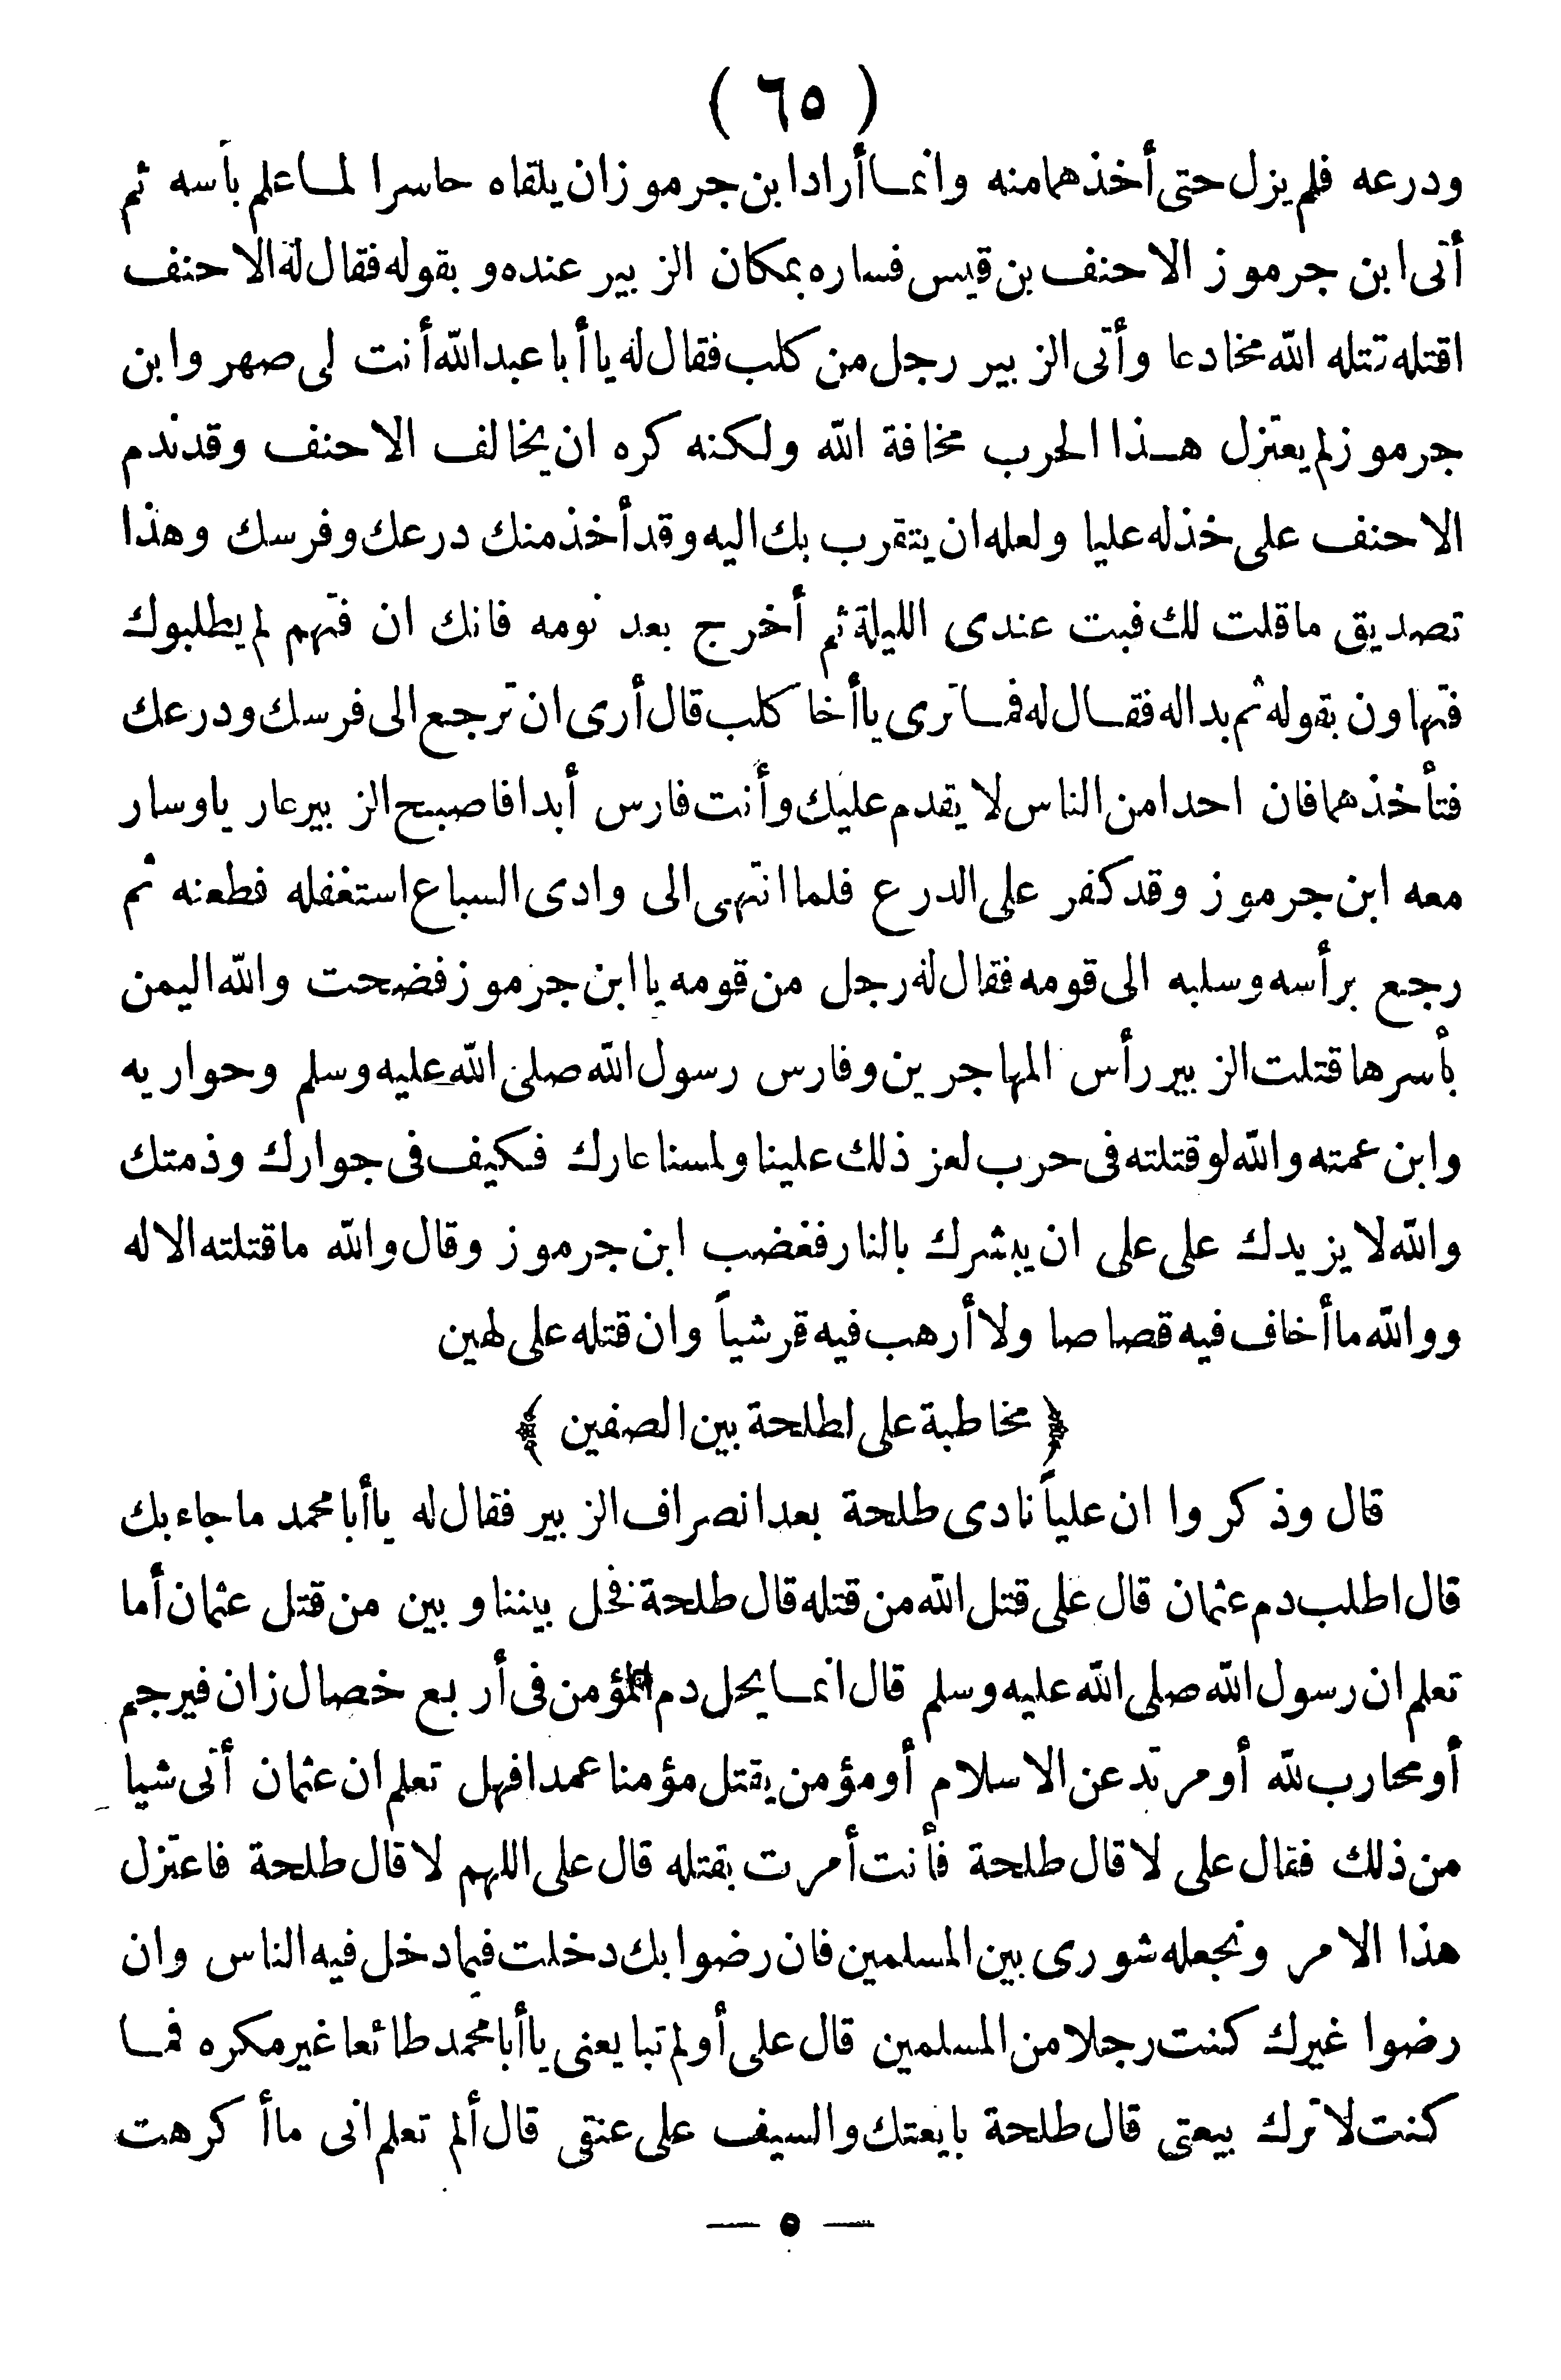 ( ٦٥ )
ودرعه فلم يزل حتى أخذهما منه وانما أراد ابن جرموز ان يلقاه حاسرا لما علم بأسه ثم
أتى ابن جرموز الاحنف بن قيس فساره بمكان الزبير عنده وبقوله فقال له الاحنف
اقتله قتله الله مخادعا وأتى الزبير رجل من كلب فقال له يا أبا عبد الله أنت لى صهر وابن
جرموز لم يعتزل هذا الحرب مخافة الله ولكنه كره ان يخالف الاحنف وقد ندم
الاحنف على خذله عليا ولعله ان يتقرب بك اليه وقد أخذ منك درعك وفرسك وهذا
تصديق ما قلت لك فبت عندى الليلة ثم أخرج بعد نومه فانك ان فتهم لم يطلبوك
فتهاون بقوله ثم بدا له فقال له فما ترى يا أخا كلب قال أرى ان ترجع الى فرسك ودرعك
فتأخذهما فان احدا من الناس لا يقدم عليك وأنت فارس أبدا فاصبح الزبير عاريا وسار
معه ابن جرموز وقد كفر على الدرع فلما انتهى الى وادى السباع استغفله فطعنه ثم
رجع برأسه وسلبه الى قومه فقال له رجل من قومه يا ابن جرموز فضحت والله اليمن
بأسرها قتلت الزبير رأس المهاجرين وفارس رسول الله صلى الله عليه وسلم وحواريه
وابن عمته والله لو قتلته فى حرب لعز ذلك علينا ولمسنا عارك فكيف فى جوارك وذمتك
والله لا يزيدك على على ان يبشرك بالنار فغضب ابن جرموز وقال والله ما قتلته الا له
ووالله ما أخاف فيه قصاصا ولا أرهب فيه قرشياً وان قتله على لهين
﴿ مخاطبة على لطلحة بين الصفين ﴾
قال وذكروا ان علياً نادى طلحة بعد انصراف الزبير فقال له يا أبا محمد ما جاء بك
قال اطلب دم عثمان قال على قتل الله من قتله قال طلحة فخل بيننا وبين من قتل عثمان أما
تعلم ان رسول الله صلى الله عليه وسلم قال انما يحل دم المؤمن فى أربع خصال زان فيرجم
أو محارب لله أو مرتد عن الاسلام أو مؤمن يقتل مؤمنا عمدا فهل تعلم ان عثمان أتى شيا
من ذلك فقال على لا قال طلحة فأنت أمرت بقتله قال على اللهم لا قال طلحة فاعتزل
هذا الامر ونجعله شورى بين المسلمين فان رضوا بك دخلت فيما دخل فيه الناس وان
رضوا غيرك كنت رجلا من المسلمين قال على أو لم تبايعنى يا أبا محمد طائعا غير مكره فما
كنت لاترك بيعتى قال طلحة بايعتك والسيف على عنقى قال ألم تعلم انى ما أكرهت
— ٥ —